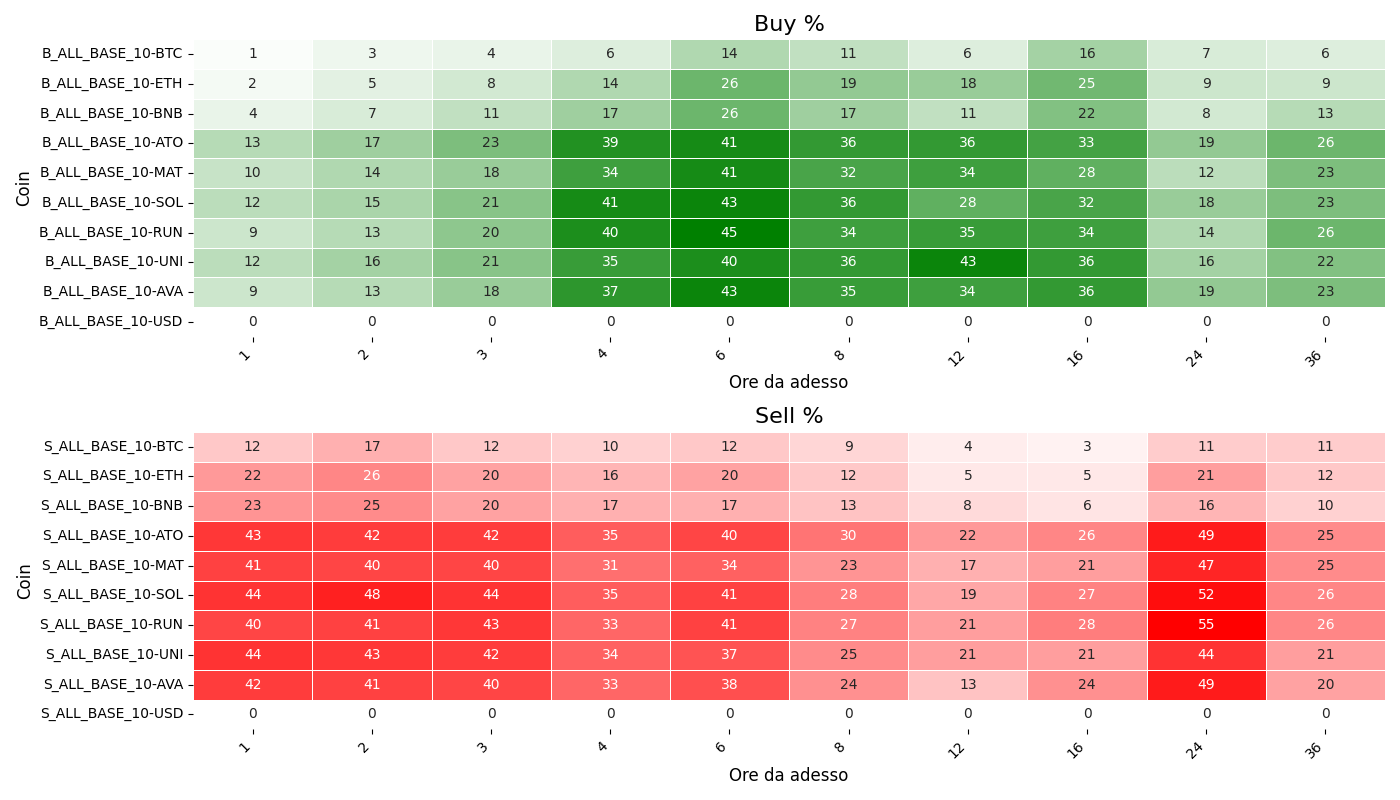 Buy %
Coin
B_ALL_BASE_10-BTC 1 3 4 6 14 11 6 16 7 6
B_ALL_BASE_10-ETH 2 5 8 14 26 19 18 25 9 9
B_ALL_BASE_10-BNB 4 7 11 17 26 17 11 22 8 13
B_ALL_BASE_10-ATO 13 17 23 39 41 36 36 33 19 26
B_ALL_BASE_10-MAT 10 14 18 34 41 32 34 28 12 23
B_ALL_BASE_10-SOL 12 15 21 41 43 36 28 32 18 23
B_ALL_BASE_10-RUN 9 13 20 40 45 34 35 34 14 26
B_ALL_BASE_10-UNI 12 16 21 35 40 36 43 36 16 22
B_ALL_BASE_10-AVA 9 13 18 37 43 35 34 36 19 23
B_ALL_BASE_10-USD 0 0 0 0 0 0 0 0 0 0
1 2 3 4 6 8 12 16 24 36
Ore da adesso
Sell %
Coin
S_ALL_BASE_10-BTC 12 17 12 10 12 9 4 3 11 11
S_ALL_BASE_10-ETH 22 26 20 16 20 12 5 5 21 12
S_ALL_BASE_10-BNB 23 25 20 17 17 13 8 6 16 10
S_ALL_BASE_10-ATO 43 42 42 35 40 30 22 26 49 25
S_ALL_BASE_10-MAT 41 40 40 31 34 23 17 21 47 25
S_ALL_BASE_10-SOL 44 48 44 35 41 28 19 27 52 26
S_ALL_BASE_10-RUN 40 41 43 33 41 27 21 28 55 26
S_ALL_BASE_10-UNI 44 43 42 34 37 25 21 21 44 21
S_ALL_BASE_10-AVA 42 41 40 33 38 24 13 24 49 20
S_ALL_BASE_10-USD 0 0 0 0 0 0 0 0 0 0
1 2 3 4 6 8 12 16 24 36
Ore da adesso